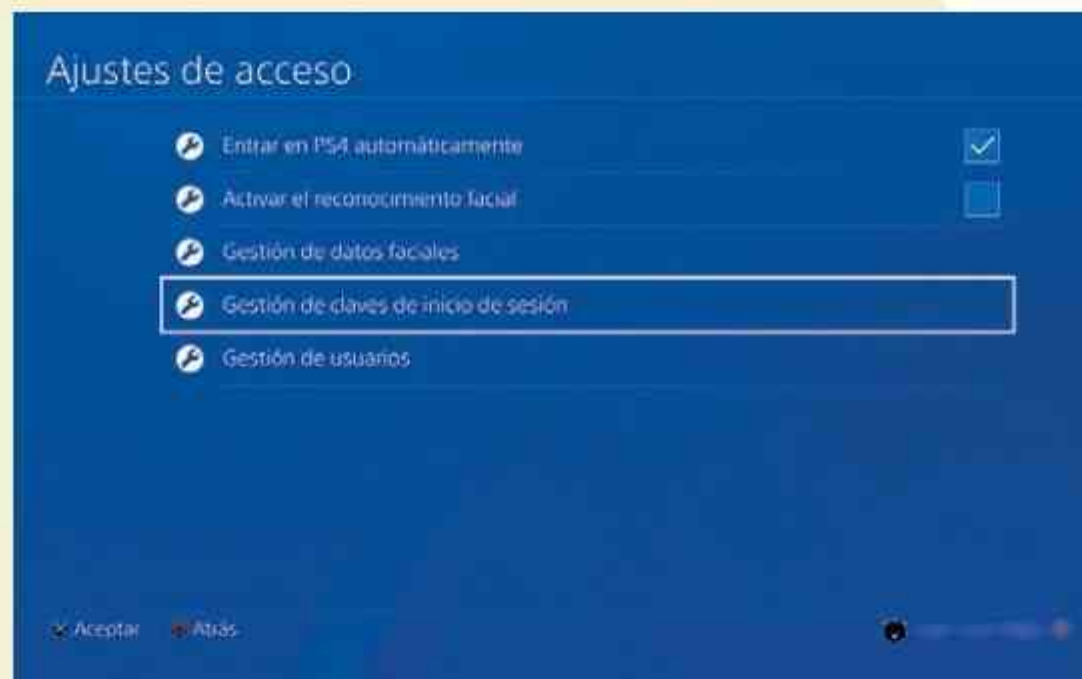 Ajustes de acceso
Entrar en PS4 automáticamente
Activar el reconocimiento facial
Gestión de datos faciales
Gestión de claves de inicio de sesión
Gestión de usuarios
Aceptar Atrás